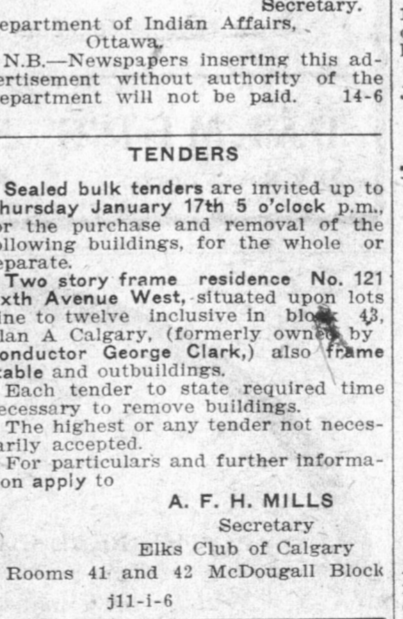 Secretary.
epartment of Indian Affairs,
Ottawa,
N.B.—Newspapers inserting this ad-
ertisement without authority of the
epartment will not be paid. 14-6
TENDERS
Sealed bulk tenders are invited up to
hursday January 17th 5 o'clock p.m.,
or the purchase and removal of the
ollowing buildings, for the whole or
eparate.
Two story frame residence No. 121
ixth Avenue West, situated upon lots
ine to twelve inclusive in block 43,
lan A Calgary, (formerly owned by
onductor George Clark,) also frame
table and outbuildings.
Each tender to state required time
ecessary to remove buildings.
The highest or any tender not neces-
arily accepted.
For particulars and further informa-
on apply to
A. F. H. MILLS
Secretary
Elks Club of Calgary
Rooms 41 and 42 McDougall Block
j11-i-6